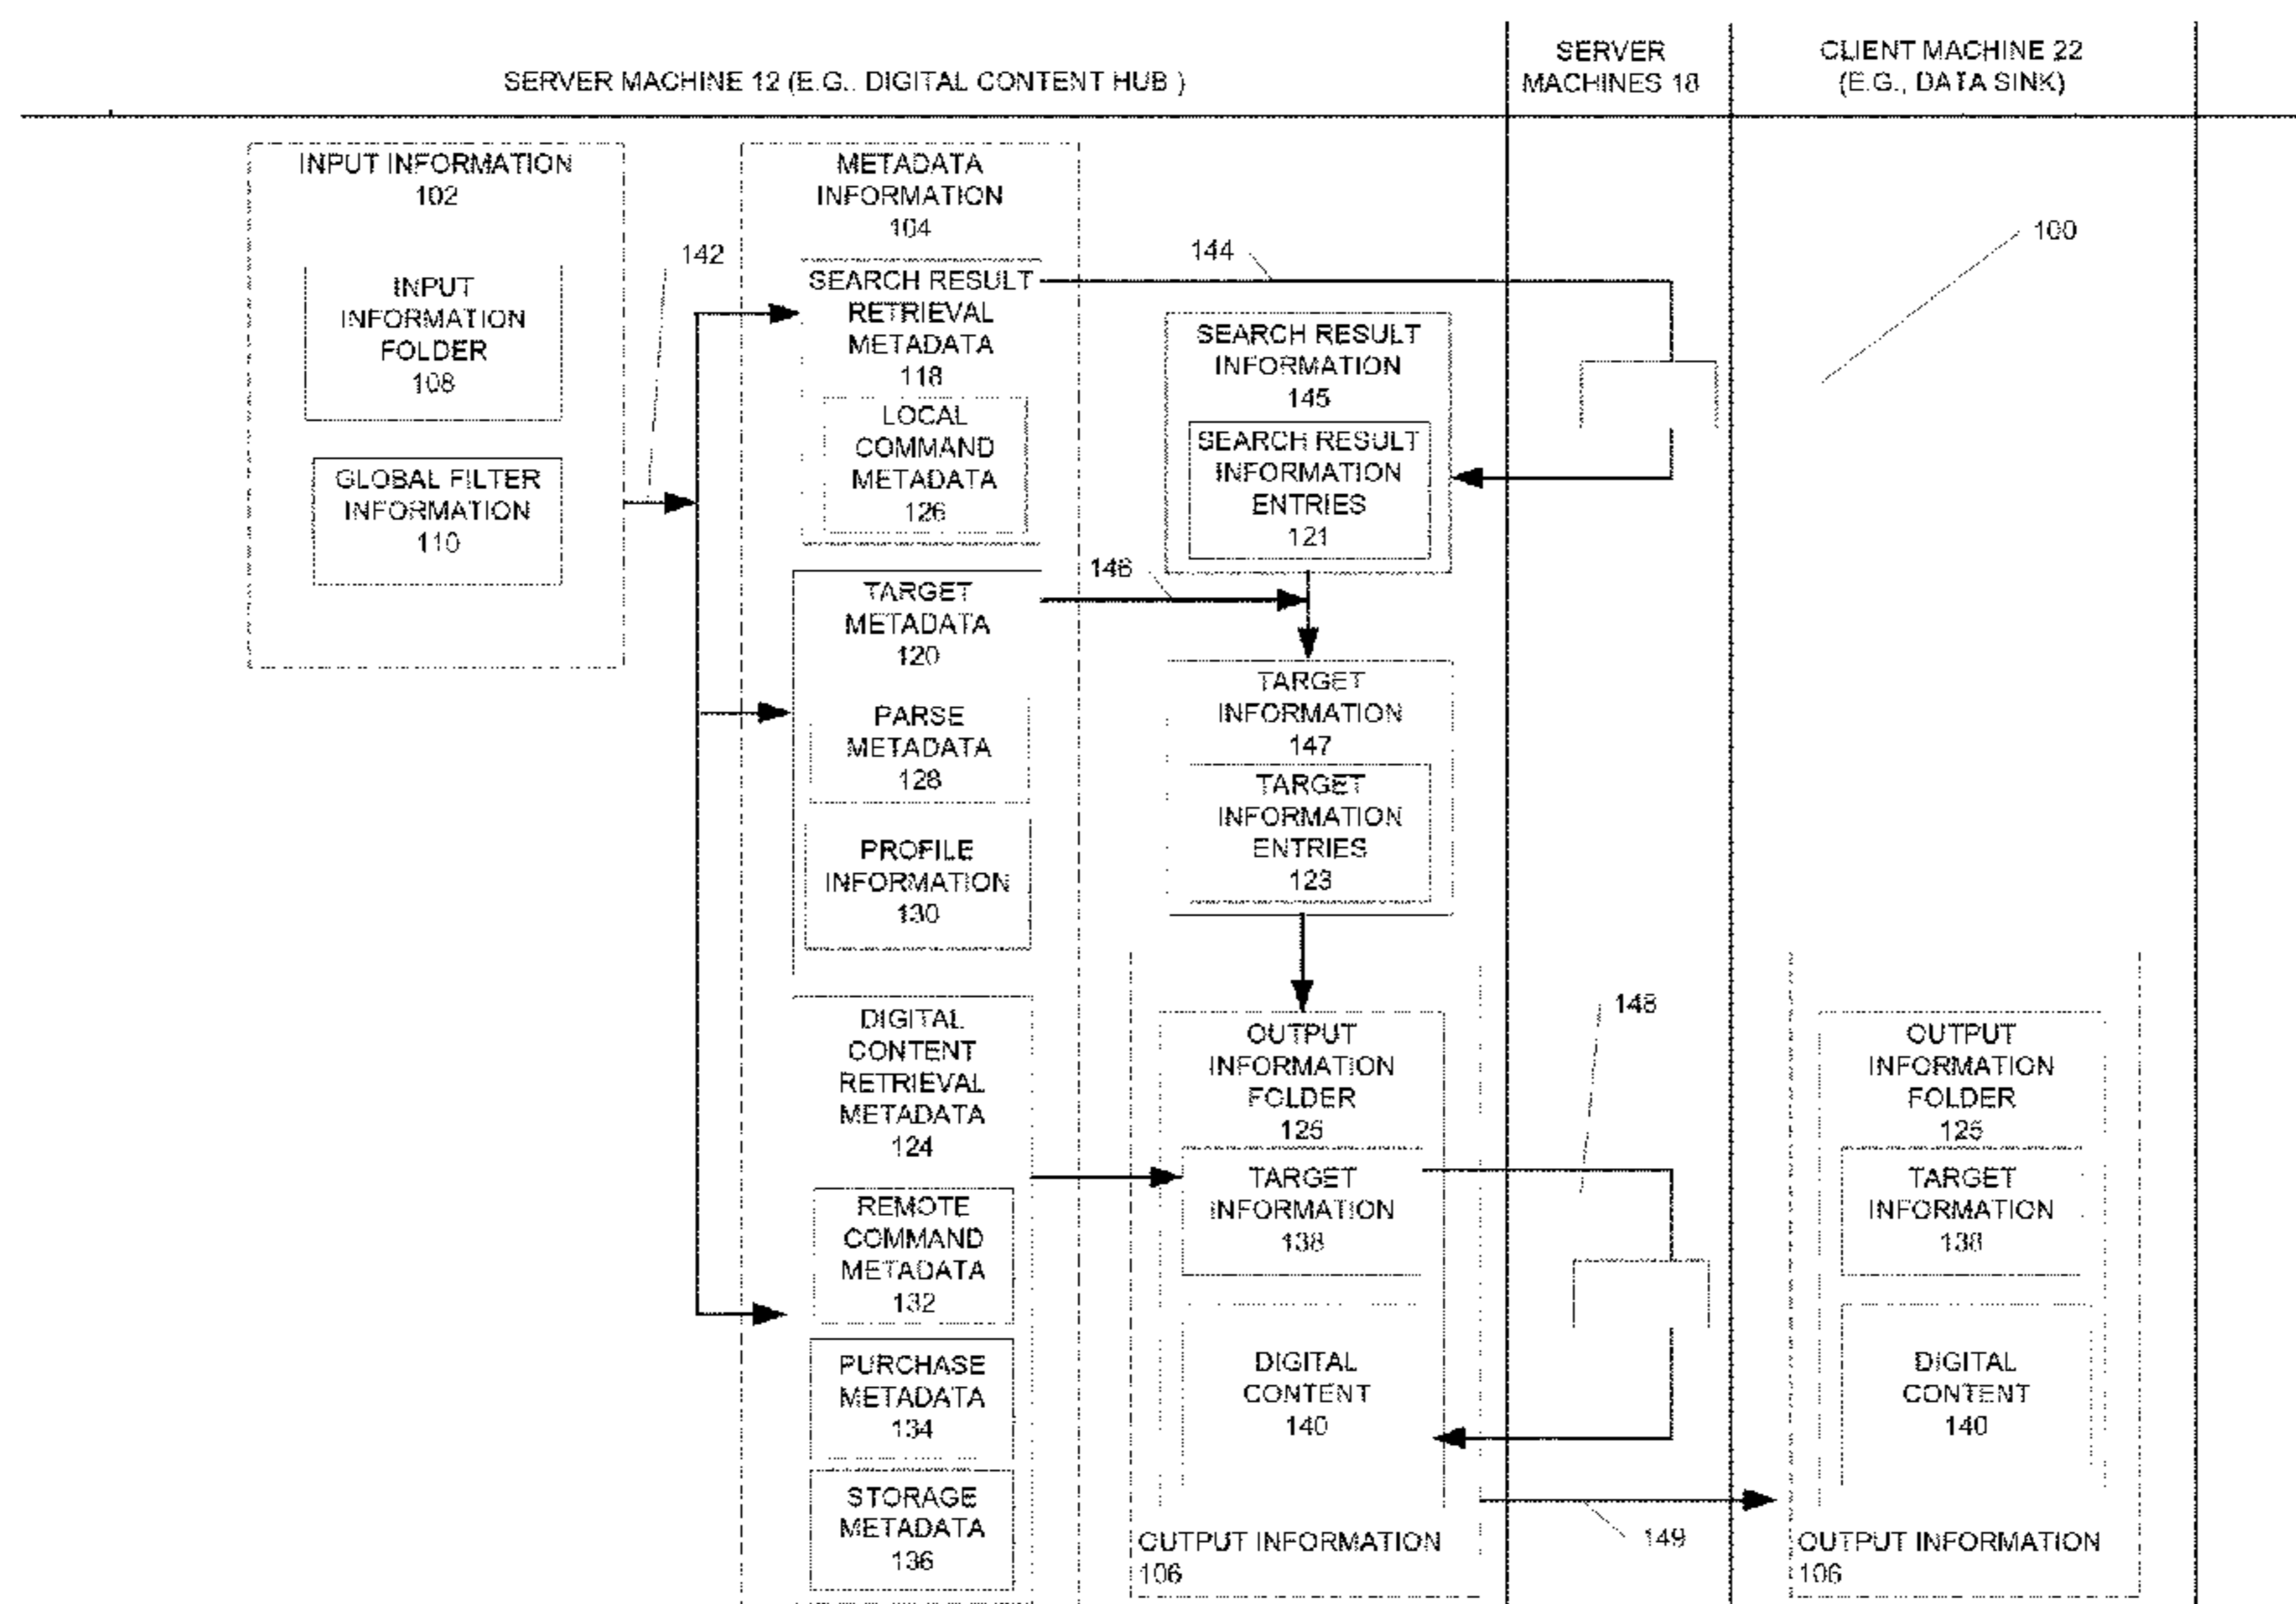 SERVER MACHINE 12 (E.G., DIGITAL CONTENT HUB )
SERVER
MACHINES 18
CLIENT MACHINE 22
(E.G., DATA SINK)
INPUT INFORMATION
102
INPUT
INFORMATION
FOLDER
108
GLOBAL FILTER
INFORMATION
110
142
METADATA
INFORMATION
104
SEARCH RESULT
RETRIEVAL
METADATA
118
LOCAL
COMMAND
METADATA
126
TARGET
METADATA
120
PARSE
METADATA
128
PROFILE
INFORMATION
130
DIGITAL
CONTENT
RETRIEVAL
METADATA
124
REMOTE
COMMAND
METADATA
132
PURCHASE
METADATA
134
STORAGE
METADATA
136
144
SEARCH RESULT
INFORMATION
145
SEARCH RESULT
INFORMATION
ENTRIES
121
146
TARGET
INFORMATION
147
TARGET
INFORMATION
ENTRIES
123
OUTPUT
INFORMATION
FOLDER
125
TARGET
INFORMATION
138
DIGITAL
CONTENT
140
OUTPUT INFORMATION
106
148
149
100
OUTPUT
INFORMATION
FOLDER
125
TARGET
INFORMATION
138
DIGITAL
CONTENT
140
OUTPUT INFORMATION
106